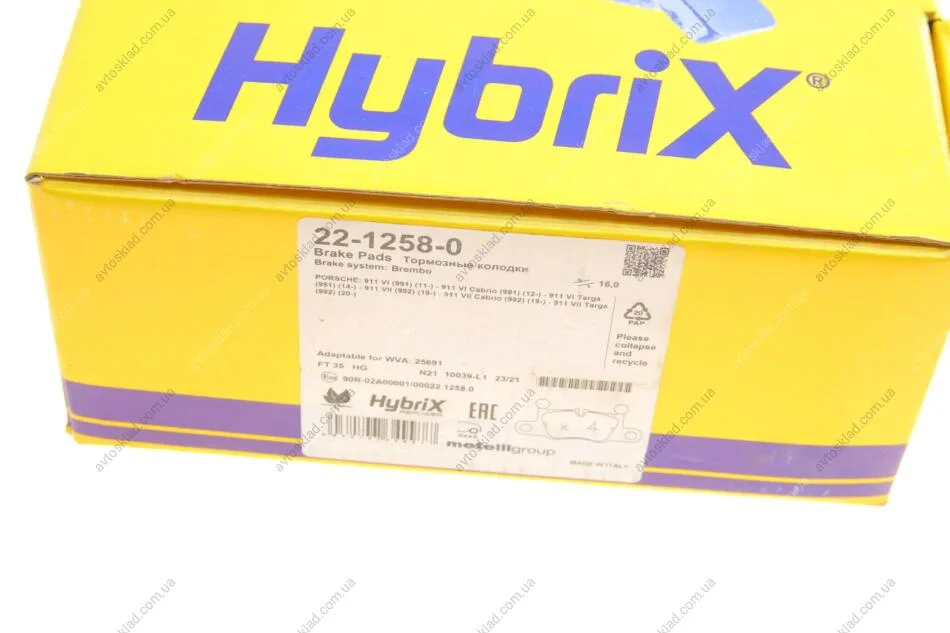 HybriX®
22-1258-0
Brake Pads Тормозные колодки
Brake system: Brembo
16,0
PORSCHE: 911 VI (991) (11-) - 911 VI Cabrio (991) (12-) - 911 VI Targa
(991) (14-) - 911 VII (992) (19-) - 911 VII Cabrio (992) (19-) - 911 VII Targa
(992) (20-)
20
PAP
Please
collapse
and
recycle
Adaptable for WVA: 25691
FT 35 HG N21 10039-L1 23/21
90R-02A00001/00022 1258.0
HybriX
EAC
x 4
metelligroup
MADE IN ITALY
avtosklad.com.ua